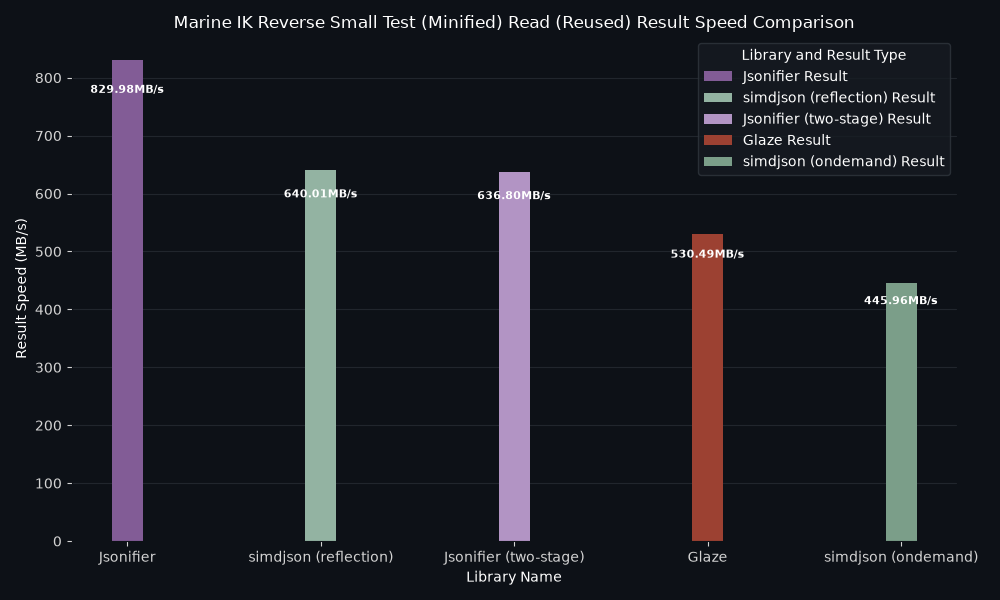 Marine IK Reverse Small Test (Minified) Read (Reused) Result Speed Comparison
Library and Result Type
Jsonifier Result
simdjson (reflection) Result
Jsonifier (two-stage) Result
Glaze Result
simdjson (ondemand) Result
Result Speed (MB/s)
800
700
600
500
400
300
200
100
0
829.98MB/s
640.01MB/s
636.80MB/s
530.49MB/s
445.96MB/s
Jsonifier
simdjson (reflection)
Jsonifier (two-stage)
Glaze
simdjson (ondemand)
Library Name